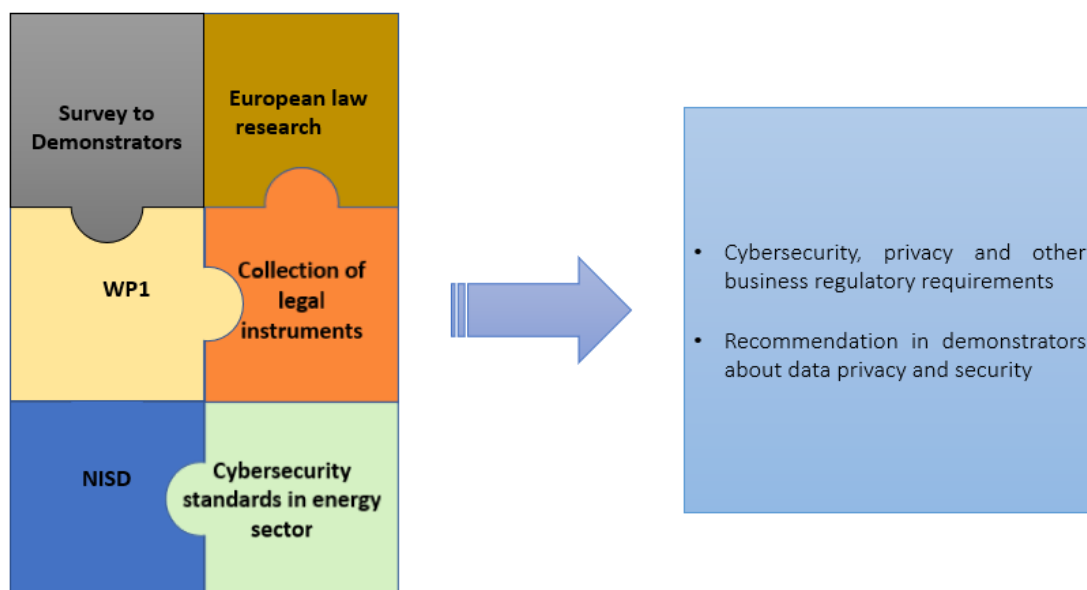 Survey to
Demonstrators
European law
research
WP1
Collection of
legal
instruments
NISD
Cybersecurity
standards in energy
sector
• Cybersecurity, privacy and other
business regulatory requirements
• Recommendation in demonstrators
about data privacy and security